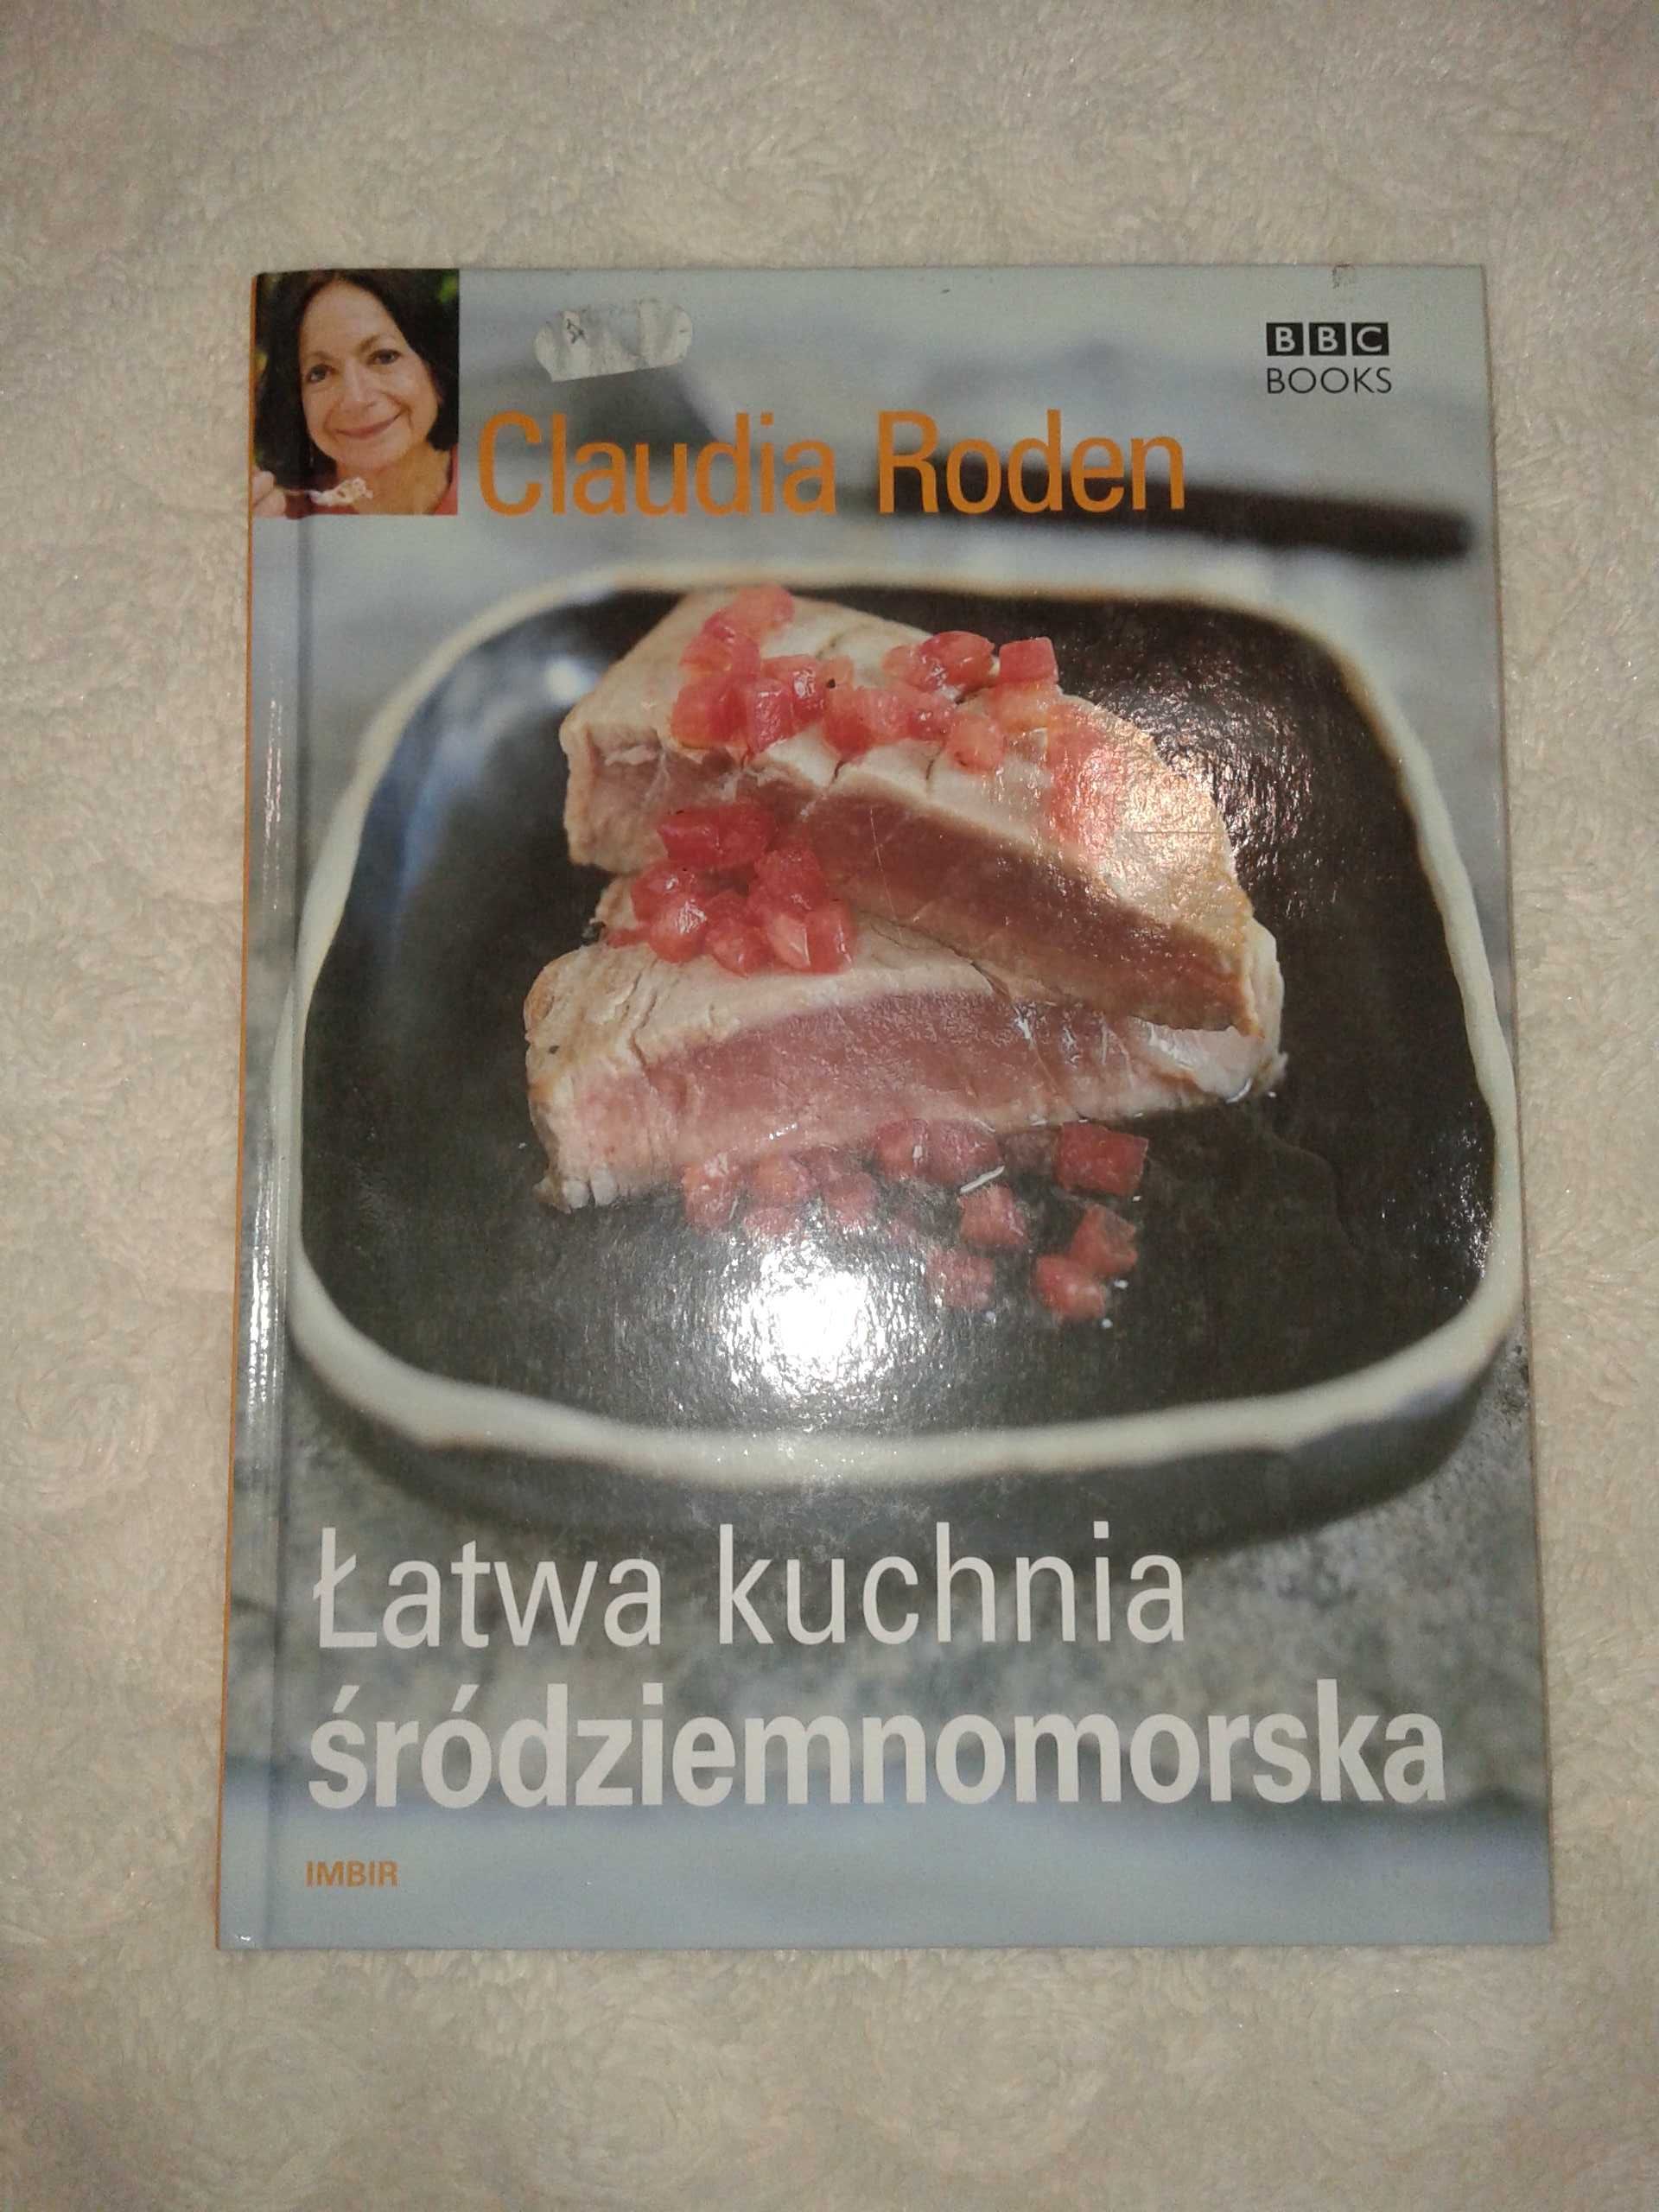 BBC
BOOKS
Claudia Roden
Łatwa kuchnia
śródziemnomorska
IMBIR